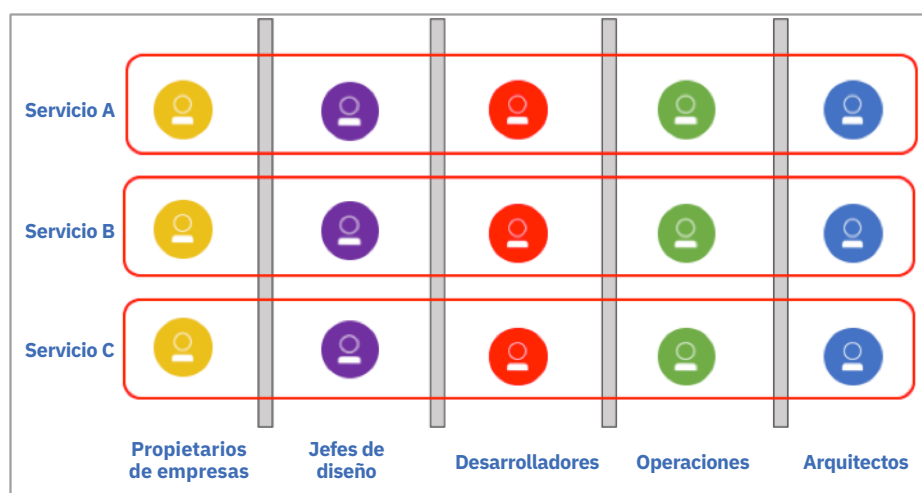 Servicio A
Servicio B
Servicio C
Propietarios
de empresas
Jefes de
diseño
Desarrolladores
Operaciones
Arquitectos